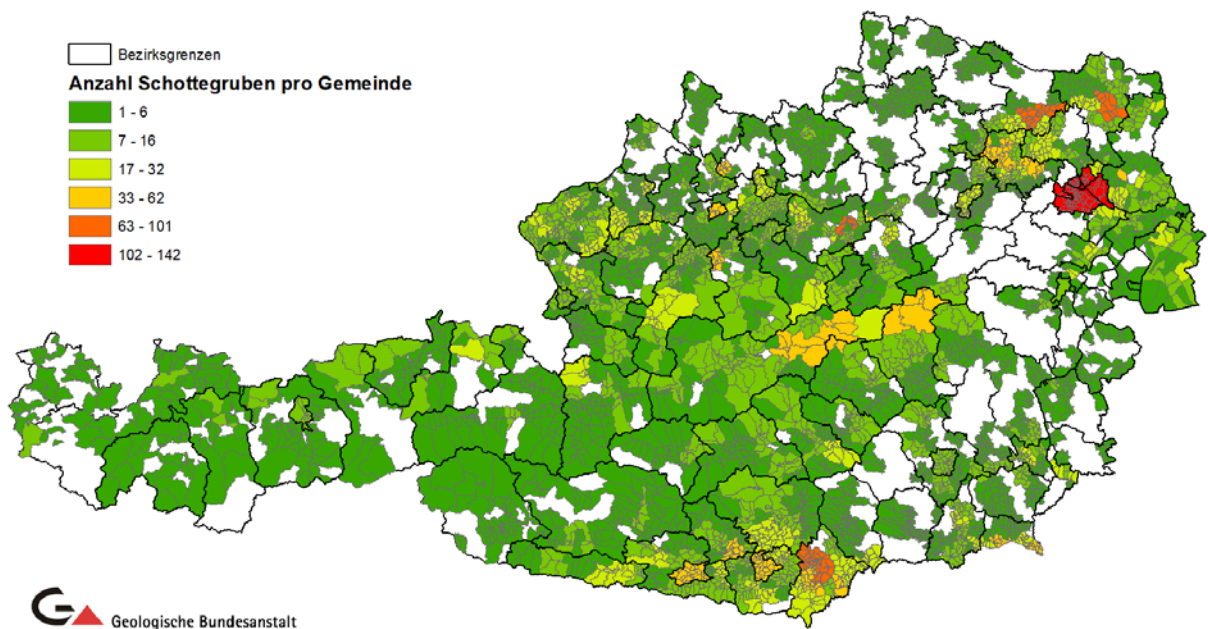 Bezirksgrenzen
Anzahl Schottegruben pro Gemeinde
1 - 6
7 - 16
17 - 32
33 - 62
63 - 101
102 - 142
Geologische Bundesanstalt